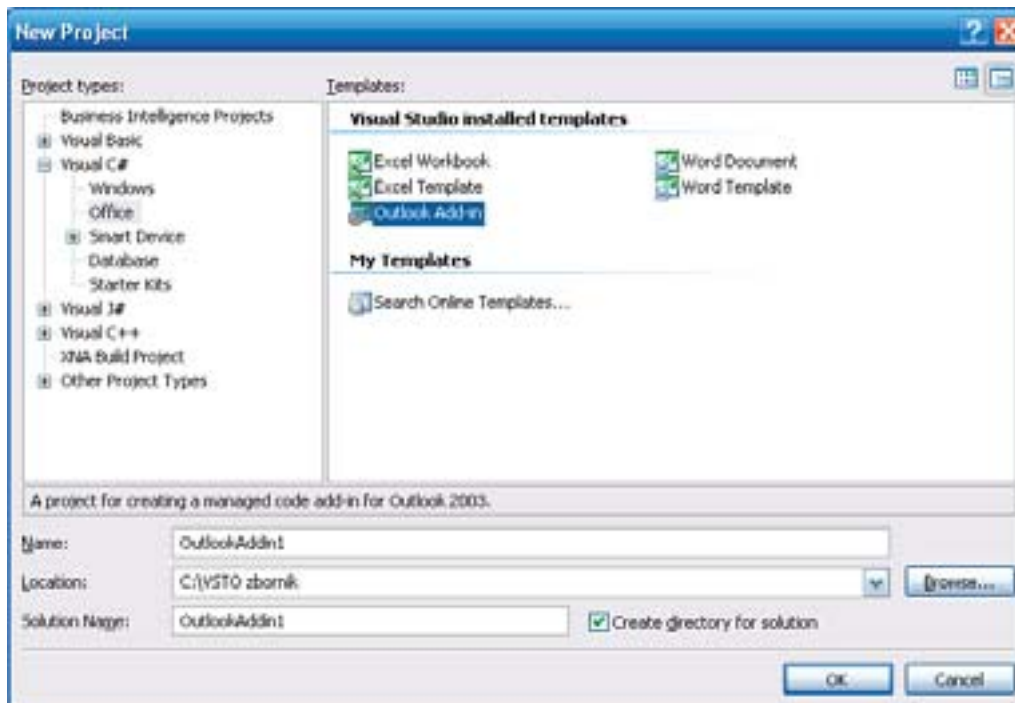 New Project
Project types:
Templates:
Business Intelligence Projects
Visual Basic
Visual C#
Windows
Office
Smart Device
Database
Starter Kits
Visual J#
Visual C++
XNA Build Project
Other Project Types
Visual Studio installed templates
Excel Workbook
Word Document
Excel Template
Word Template
Outlook Add-in
My Templates
Search Online Templates...
A project for creating a managed code add-in for Outlook 2003.
Name:
OutlookAddin1
Location:
C:\VSTO zbornik
Browse...
Solution Name:
OutlookAddin1
Create directory for solution
OK
Cancel